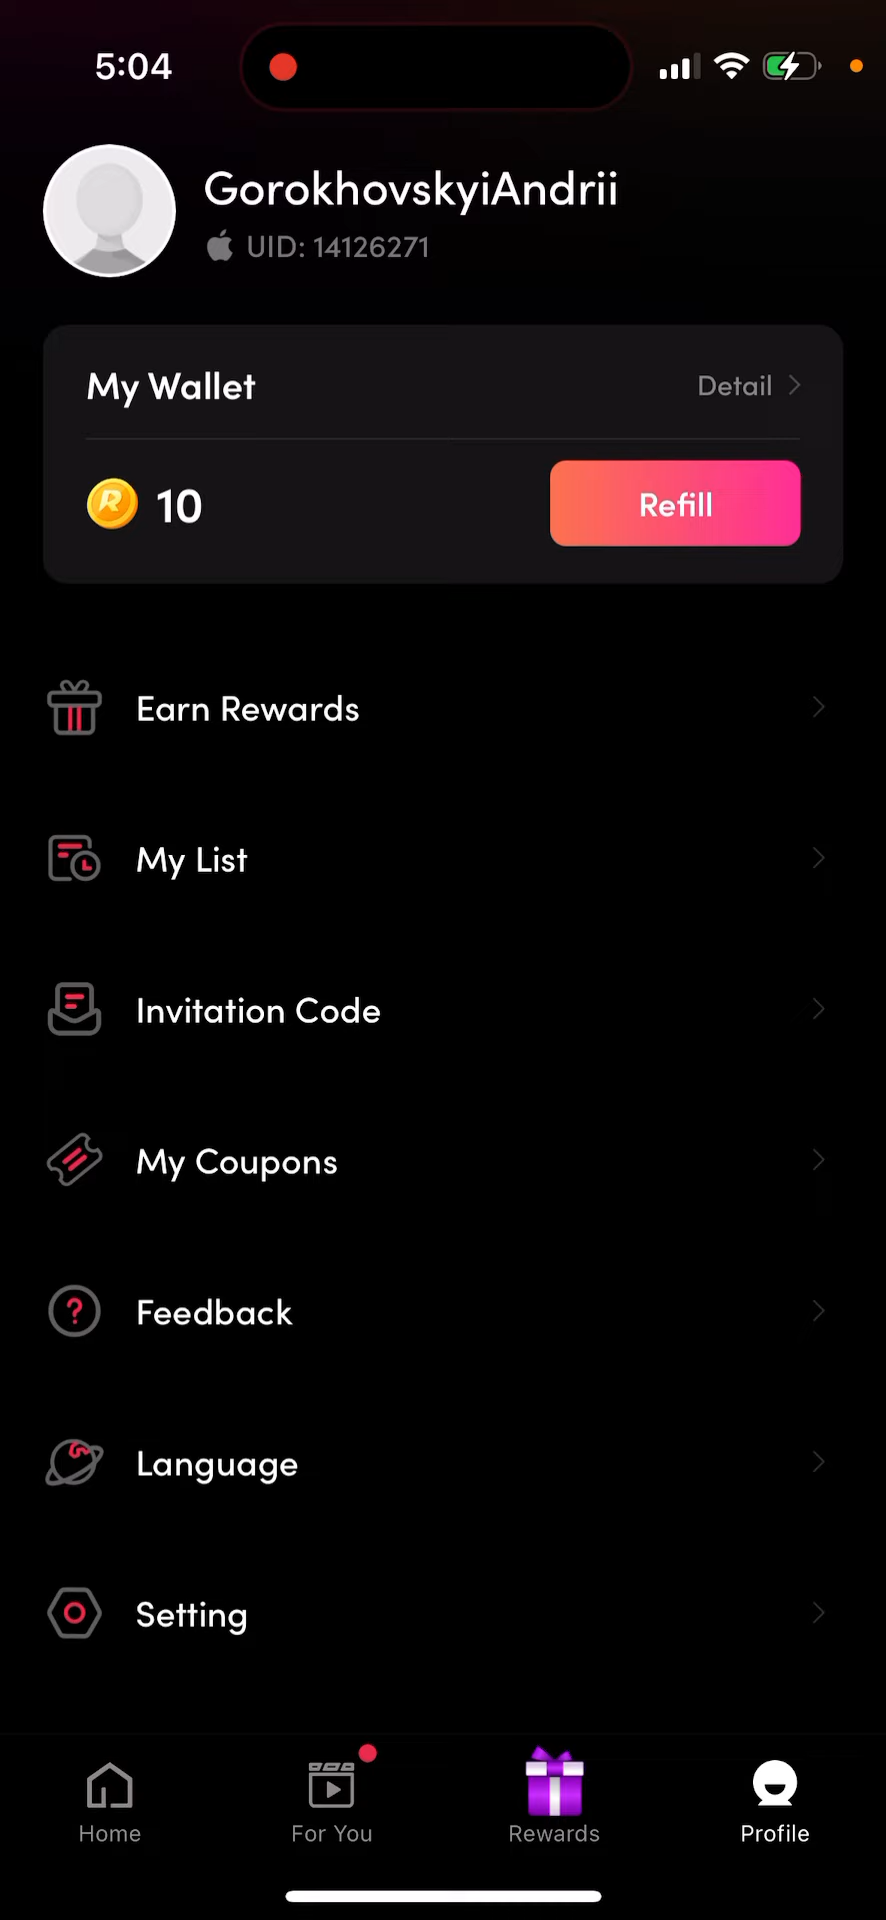 5:04
GorokhovskyiAndrii
UID: 14126271
My Wallet
Detail
R 10
Refill
Earn Rewards
My List
Invitation Code
My Coupons
Feedback
Language
Setting
Home
For You
Rewards
Profile